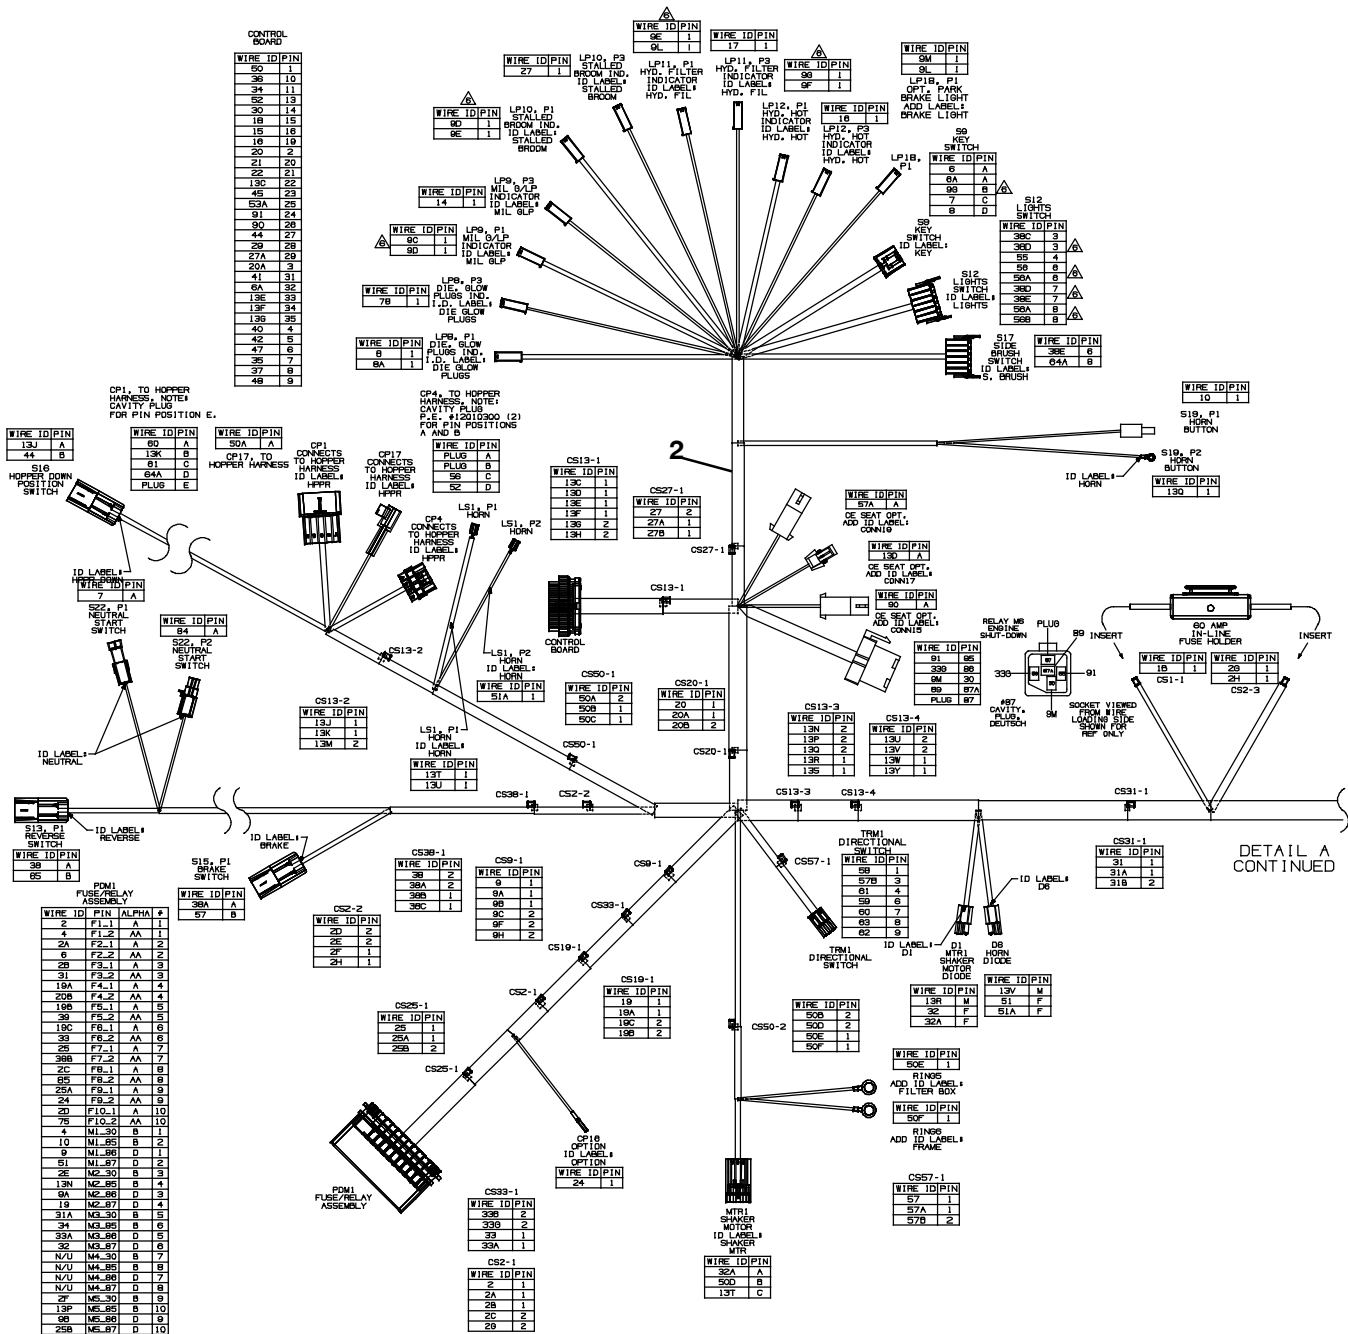 CONTROL
BOARD
WIRE ID PIN
50 1
36 10
34 11
52 13
30 14
18 15
15 16
16 19
20 2
21 20
22 21
13C 22
45 23
53A 25
91 24
90 26
44 27
29 28
27A 29
20A 3
41 31
6A 32
13E 33
13F 34
13G 35
40 4
42 5
47 6
35 7
37 8
48 9
WIRE ID PIN
27 1
LP10, P3
STALLED
BROOM IND.
ID LABEL:
STALLED
BROOM
6
WIRE ID PIN
9E 1
9L 1
LP11, P1
HYD. FILTER
INDICATOR
ID LABEL:
HYD. FIL
WIRE ID PIN
17 1
LP11, P3
HYD. FILTER
INDICATOR
ID LABEL:
HYD. FIL
6
WIRE ID PIN
9G 1
9F 1
LP12, P1
HYD. HOT
INDICATOR
ID LABEL:
HYD. HOT
WIRE ID PIN
16 1
LP12, P3
HYD. HOT
INDICATOR
ID LABEL:
HYD. HOT
WIRE ID PIN
9M 1
9L 1
LP18, P1
OPT. PARK
BRAKE LIGHT
ADD LABEL:
BRAKE LIGHT
LP18,
P1
S9
KEY
SWITCH
WIRE ID PIN
6 A
6A A
9G B
7 C
8 D
6
S9
KEY
SWITCH
ID LABEL:
KEY
S12
LIGHTS
SWITCH
WIRE ID PIN
38C 3
38D 3
55 4
56 6
56A 6
38D 7
38E 7
56A 8
56B 8
6
6
6
6
S12
LIGHTS
SWITCH
ID LABEL:
LIGHTS
S17
SIDE
BRUSH
SWITCH
ID LABEL:
S. BRUSH
WIRE ID PIN
38E 6
64A 8
6
WIRE ID PIN
9D 1
9E 1
LP10, P1
STALLED
BROOM IND.
ID LABEL:
STALLED
BROOM
WIRE ID PIN
14 1
LP9, P3
MIL G/LP
INDICATOR
ID LABEL:
MIL GLP
6
WIRE ID PIN
9C 1
9D 1
LP9, P1
MIL G/LP
INDICATOR
ID LABEL:
MIL GLP
WIRE ID PIN
78 1
LP8, P3
DIE. GLOW
PLUGS IND.
I.D. LABEL:
DIE GLOW
PLUGS
WIRE ID PIN
8 1
8A 1
LP8, P1
DIE. GLOW
PLUGS IND.
I.D. LABEL:
DIE GLOW
PLUGS
WIRE ID PIN
10 1
S19, P1
HORN
BUTTON
ID LABEL:
HORN
S19, P2
HORN
BUTTON
WIRE ID PIN
13Q 1
2
CP1, TO HOPPER
HARNESS, NOTE:
CAVITY PLUG
FOR PIN POSITION E.
WIRE ID PIN
60 A
13K B
61 C
64A D
PLUG E
WIRE ID PIN
13J A
44 B
S16
HOPPER DOWN
POSITION
SWITCH
WIRE ID PIN
50A A
CP17, TO
HOPPER HARNESS
CP1
CONNECTS
TO HOPPER
HARNESS
ID LABEL:
HPPR
CP17
CONNECTS
TO HOPPER
HARNESS
ID LABEL:
HPPR
CP4, TO HOPPER
HARNESS, NOTE:
CAVITY PLUG
P.E. #12010300 (2)
FOR PIN POSITIONS
A AND B
WIRE ID PIN
PLUG A
PLUG B
56 C
52 D
CP4
CONNECTS
TO HOPPER
HARNESS
ID LABEL:
HPPR
LS1, P1
HORN
LS1, P2
HORN
CS13-1
WIRE ID PIN
13C 1
13D 1
13E 1
13F 1
13G 2
13H 2
CS27-1
WIRE ID PIN
27 2
27A 1
27B 1
CS27-1
CS13-1
CONTROL
BOARD
WIRE ID PIN
57A A
CE SEAT OPT.
ADD ID LABEL:
CONN19
WIRE ID PIN
13D A
CE SEAT OPT.
ADD ID LABEL:
CONN17
WIRE ID PIN
90 A
CE SEAT OPT.
ADD ID LABEL:
CONN15
WIRE ID PIN
91 85
33G 86
9M 30
89 87A
PLUG 87
RELAY M6
ENGINE
SHUT-DOWN
PLUG
89
33G
91
9M
#87
CAVITY.
PLUG,
DEUTSCH
SOCKET VIEWED
FROM WIRE
LOADING SIDE
SHOWN FOR
REF ONLY
60 AMP
IN-LINE
FUSE HOLDER
INSERT
INSERT
WIRE ID PIN
1B 1
CS1-1
WIRE ID PIN
2G 1
2H 1
CS2-3
ID LABEL:
HPPR DOWN
WIRE ID PIN
7 A
S22, P1
NEUTRAL
START
SWITCH
WIRE ID PIN
84 A
S22, P2
NEUTRAL
START
SWITCH
ID LABEL:
NEUTRAL
CS13-2
CS13-2
WIRE ID PIN
13J 1
13K 1
13M 2
LS1, P2
HORN
ID LABEL:
HORN
WIRE ID PIN
51A 1
LS1, P1
HORN
ID LABEL:
HORN
WIRE ID PIN
13T 1
13U 1
CS50-1
WIRE ID PIN
50A 2
50B 1
50C 1
CS50-1
CS20-1
WIRE ID PIN
20 1
20A 1
20B 2
CS20-1
CS13-3
WIRE ID PIN
13N 2
13P 2
13Q 2
13R 1
13S 1
CS13-4
WIRE ID PIN
13U 2
13V 2
13W 1
13Y 1
CS38-1
CS2-2
CS13-3
CS13-4
CS31-1
S13, P1
REVERSE
SWITCH
WIRE ID PIN
38 A
85 B
ID LABEL:
REVERSE
ID LABEL:
BRAKE
S15, P1
BRAKE
SWITCH
WIRE ID PIN
38A A
57 B
CS38-1
WIRE ID PIN
38 2
38A 2
38B 1
38C 1
CS2-2
WIRE ID PIN
2D 2
2E 2
2F 1
2H 1
CS9-1
WIRE ID PIN
9 1
9A 1
9B 1
9C 2
9F 2
9H 2
CS9-1
CS33-1
CS19-1
CS2-1
CS25-1
CS57-1
TRM1
DIRECTIONAL
SWITCH
WIRE ID PIN
58 1
57B 3
61 4
59 6
60 7
63 8
62 9
TRM1
DIRECTIONAL
SWITCH
ID LABEL:
D1
ID LABEL:
D6
D1
MTR1
SHAKER
MOTOR
DIODE
WIRE ID PIN
13R M
32 F
32A F
D8
HORN
DIODE
WIRE ID PIN
13V M
51 F
51A F
CS31-1
WIRE ID PIN
31 1
31A 1
31B 2
DETAIL A
CONTINUED
PDM1
FUSE/RELAY
ASSEMBLY
WIRE ID PIN ALPHA #
2 F1_1 A 1
4 F1_2 AA 1
2A F2_1 A 2
6 F2_2 AA 2
2B F3_1 A 3
31 F3_2 AA 3
19A F4_1 A 4
20B F4_2 AA 4
19B F5_1 A 5
39 F5_2 AA 5
19C F6_1 A 6
33 F6_2 AA 6
25 F7_1 A 7
38B F7_2 AA 7
2C F8_1 A 8
85 F8_2 AA 8
25A F9_1 A 9
24 F9_2 AA 9
2D F10_1 A 10
75 F10_2 AA 10
4 M1_30 B 1
10 M1_85 B 2
9 M1_86 D 1
51 M1_87 D 2
2E M2_30 B 3
13N M2_85 B 4
9A M2_86 D 3
19 M2_87 D 4
31A M3_30 B 5
34 M3_85 B 6
33A M3_86 D 5
32 M3_87 D 6
N/U M4_30 B 7
N/U M4_85 B 8
N/U M4_86 D 7
N/U M4_87 D 8
2F M5_30 B 9
13P M5_85 B 10
9B M5_86 D 9
25B M5_87 D 10
CS25-1
WIRE ID PIN
25 1
25A 1
25B 2
CS19-1
WIRE ID PIN
19 1
19A 1
19C 2
19B 2
CS50-2
WIRE ID PIN
50B 2
50D 2
50E 1
50F 1
WIRE ID PIN
50E 1
RING5
ADD ID LABEL:
FILTER BOX
WIRE ID PIN
50F 1
RING6
ADD ID LABEL:
FRAME
CP16
OPTION
ID LABEL:
OPTION
WIRE ID PIN
24 1
PDM1
FUSE/RELAY
ASSEMBLY
CS33-1
WIRE ID PIN
33B 2
33G 2
33 1
33A 1
CS2-1
WIRE ID PIN
2 1
2A 1
2B 1
2C 2
2G 2
MTR1
SHAKER
MOTOR
ID LABEL:
SHAKER
MTR
WIRE ID PIN
32A A
50D B
13T C
CS57-1
WIRE ID PIN
57 1
57A 1
57B 2